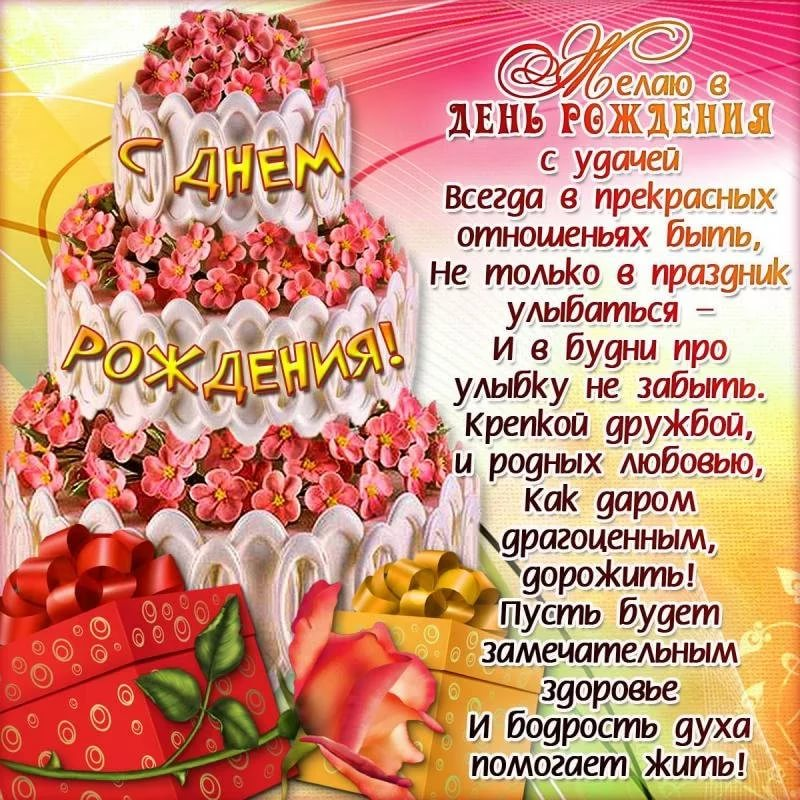 С ДНЕМ
РОЖДЕНИЯ!
Желаю в
ДЕНЬ РОЖДЕНИЯ
с удачей
Всегда в прекрасных
отношеньях быть,
Не только в праздник
улыбаться –
И в будни про
улыбку не забыть.
Крепкой дружбой,
и родных любовью,
Как даром
драгоценным,
дорожить!
Пусть будет
замечательным
здоровье
И бодрость духа
помогает жить!